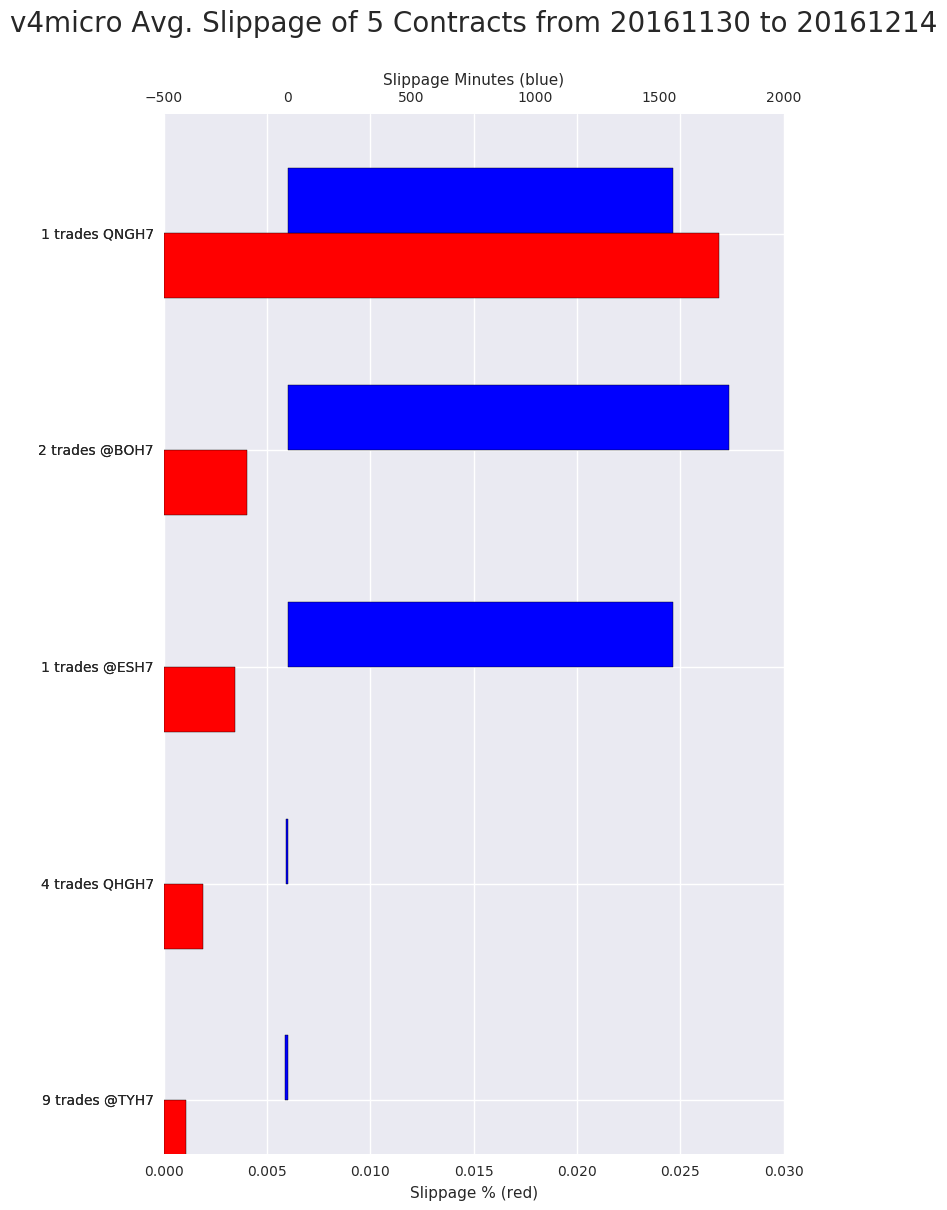 v4micro Avg. Slippage of 5 Contracts from 20161130 to 20161214
Slippage Minutes (blue)
−500 0 500 1000 1500 2000
1 trades QNGH7
2 trades @BOH7
1 trades @ESH7
4 trades QHGH7
9 trades @TYH7
0.000 0.005 0.010 0.015 0.020 0.025 0.030
Slippage % (red)